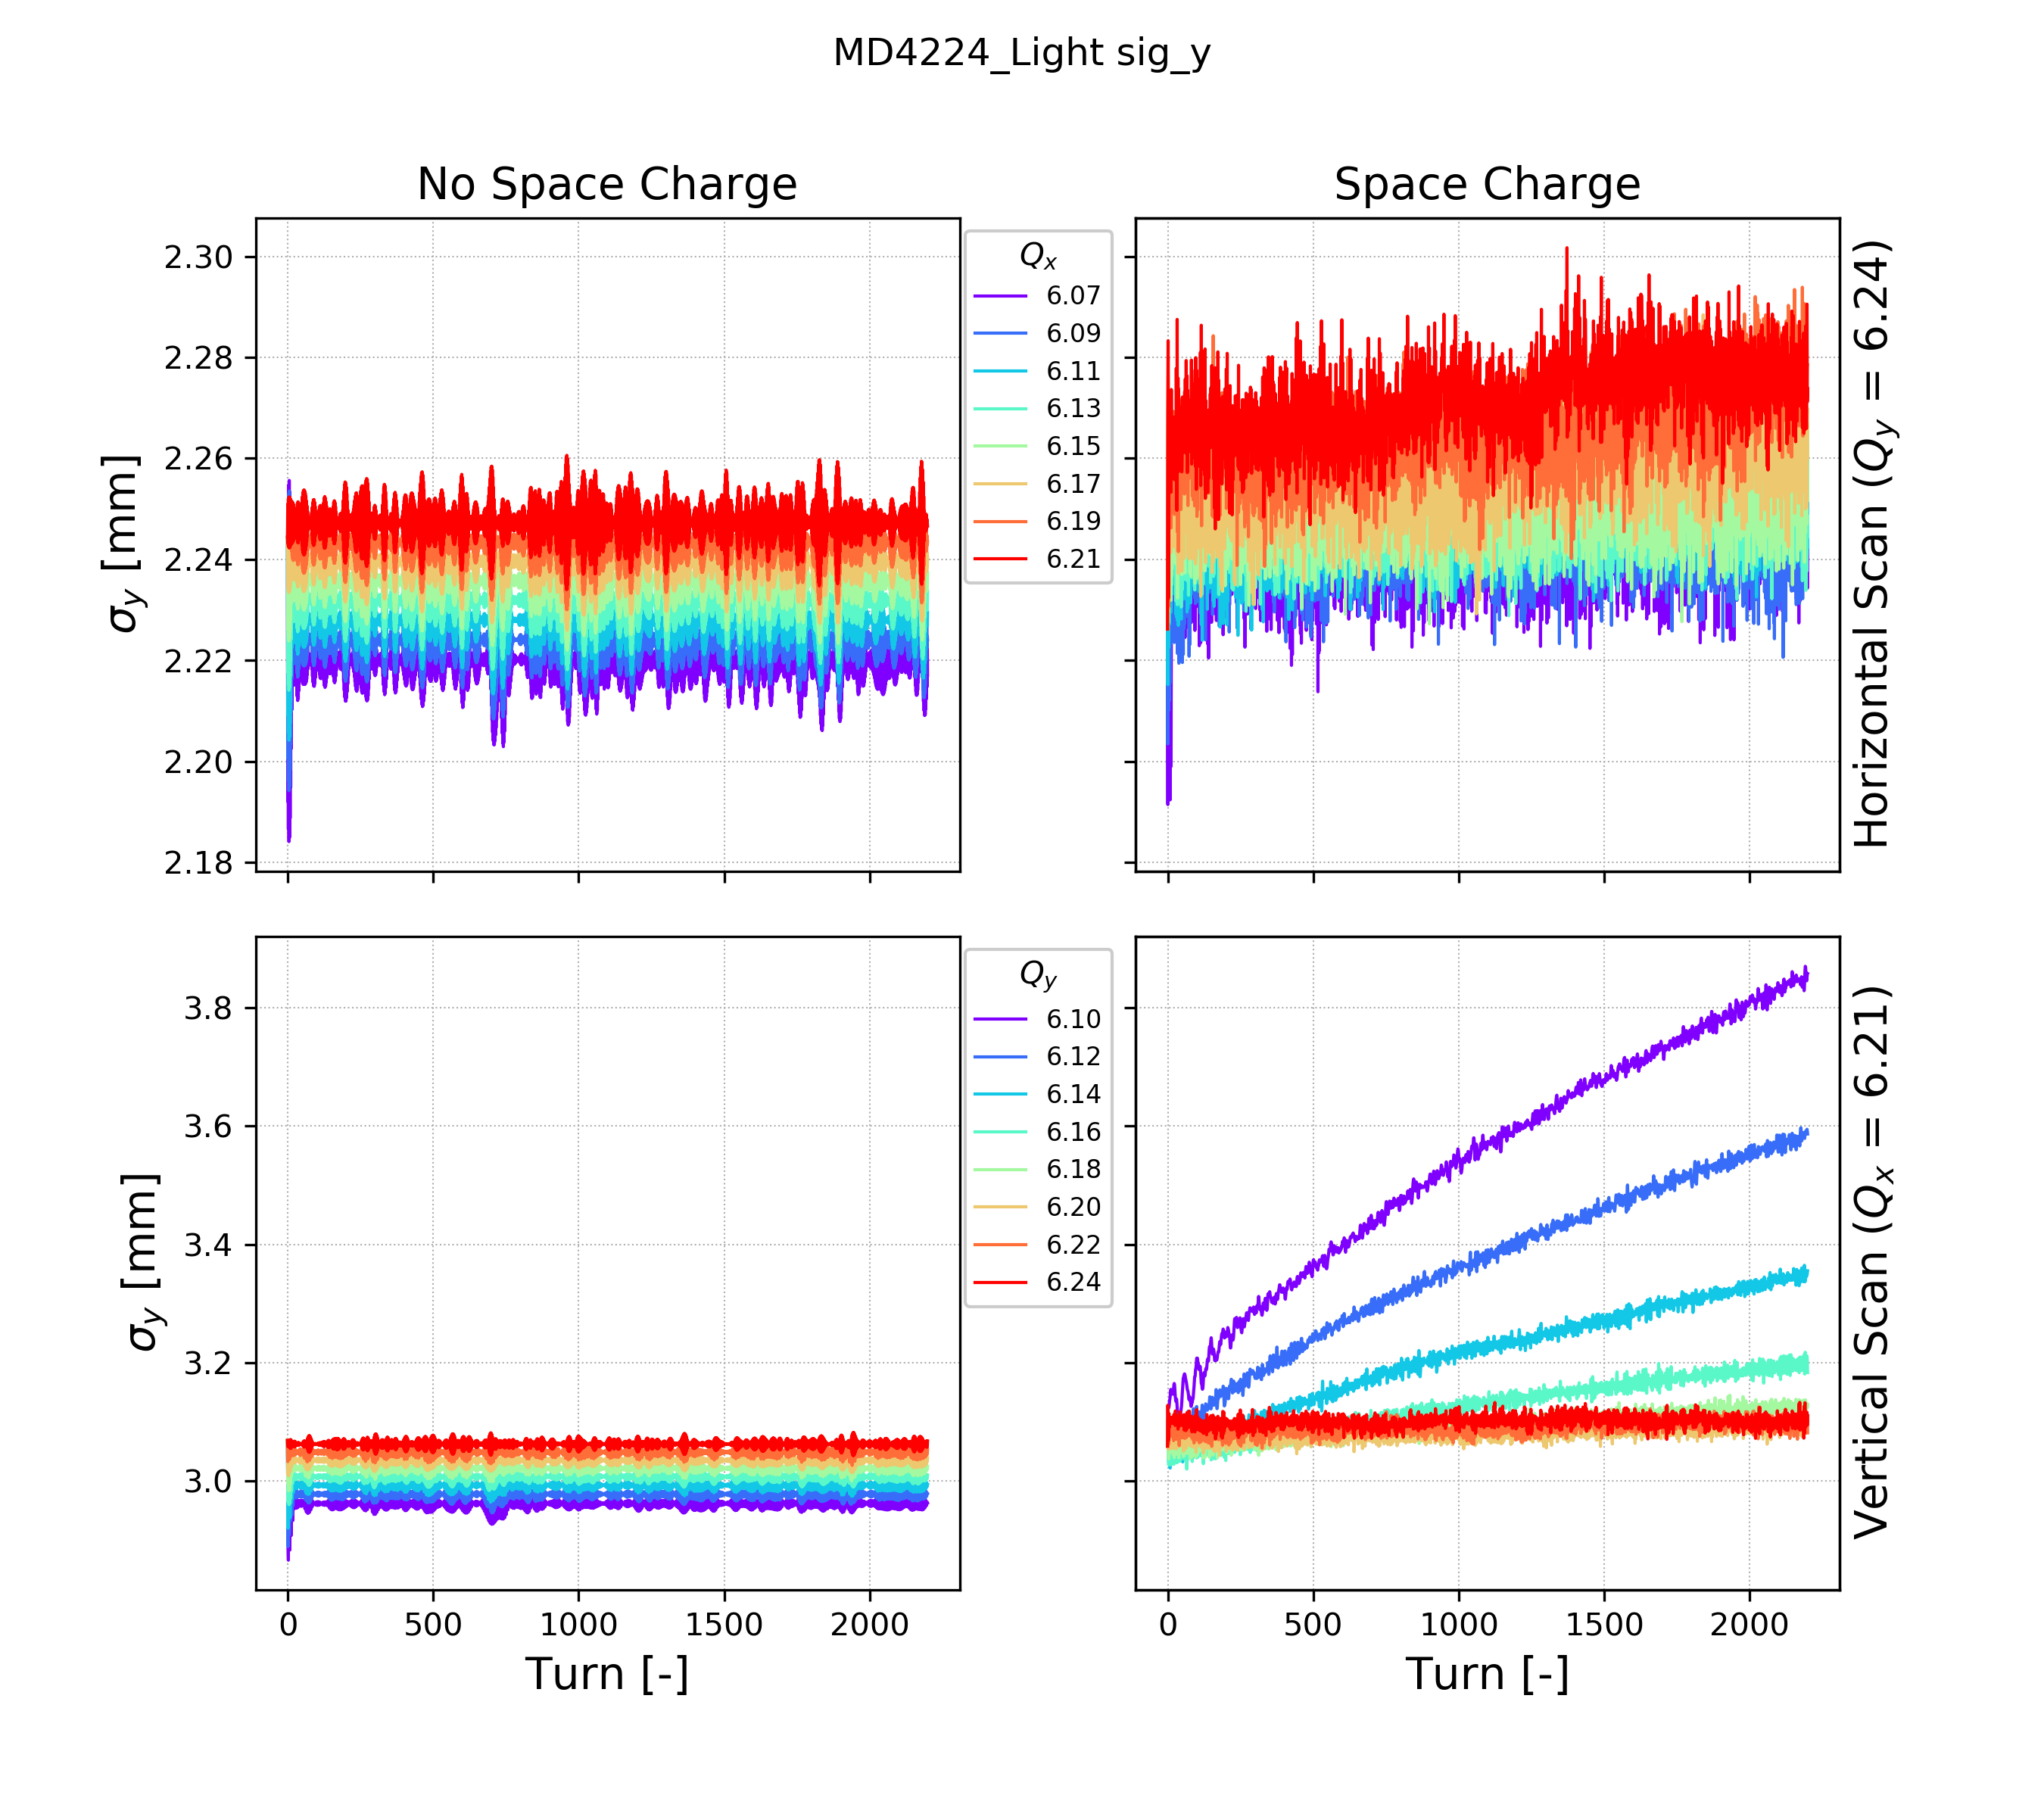 MD4224_Light sig_y
No Space Charge
Space Charge
σy [mm]
2.30
2.28
2.26
2.24
2.22
2.20
2.18
Qx
6.07
6.09
6.11
6.13
6.15
6.17
6.19
6.21
Horizontal Scan (Qy = 6.24)
σy [mm]
3.8
3.6
3.4
3.2
3.0
Qy
6.10
6.12
6.14
6.16
6.18
6.20
6.22
6.24
Vertical Scan (Qx = 6.21)
0 500 1000 1500 2000
0 500 1000 1500 2000
Turn [-]
Turn [-]